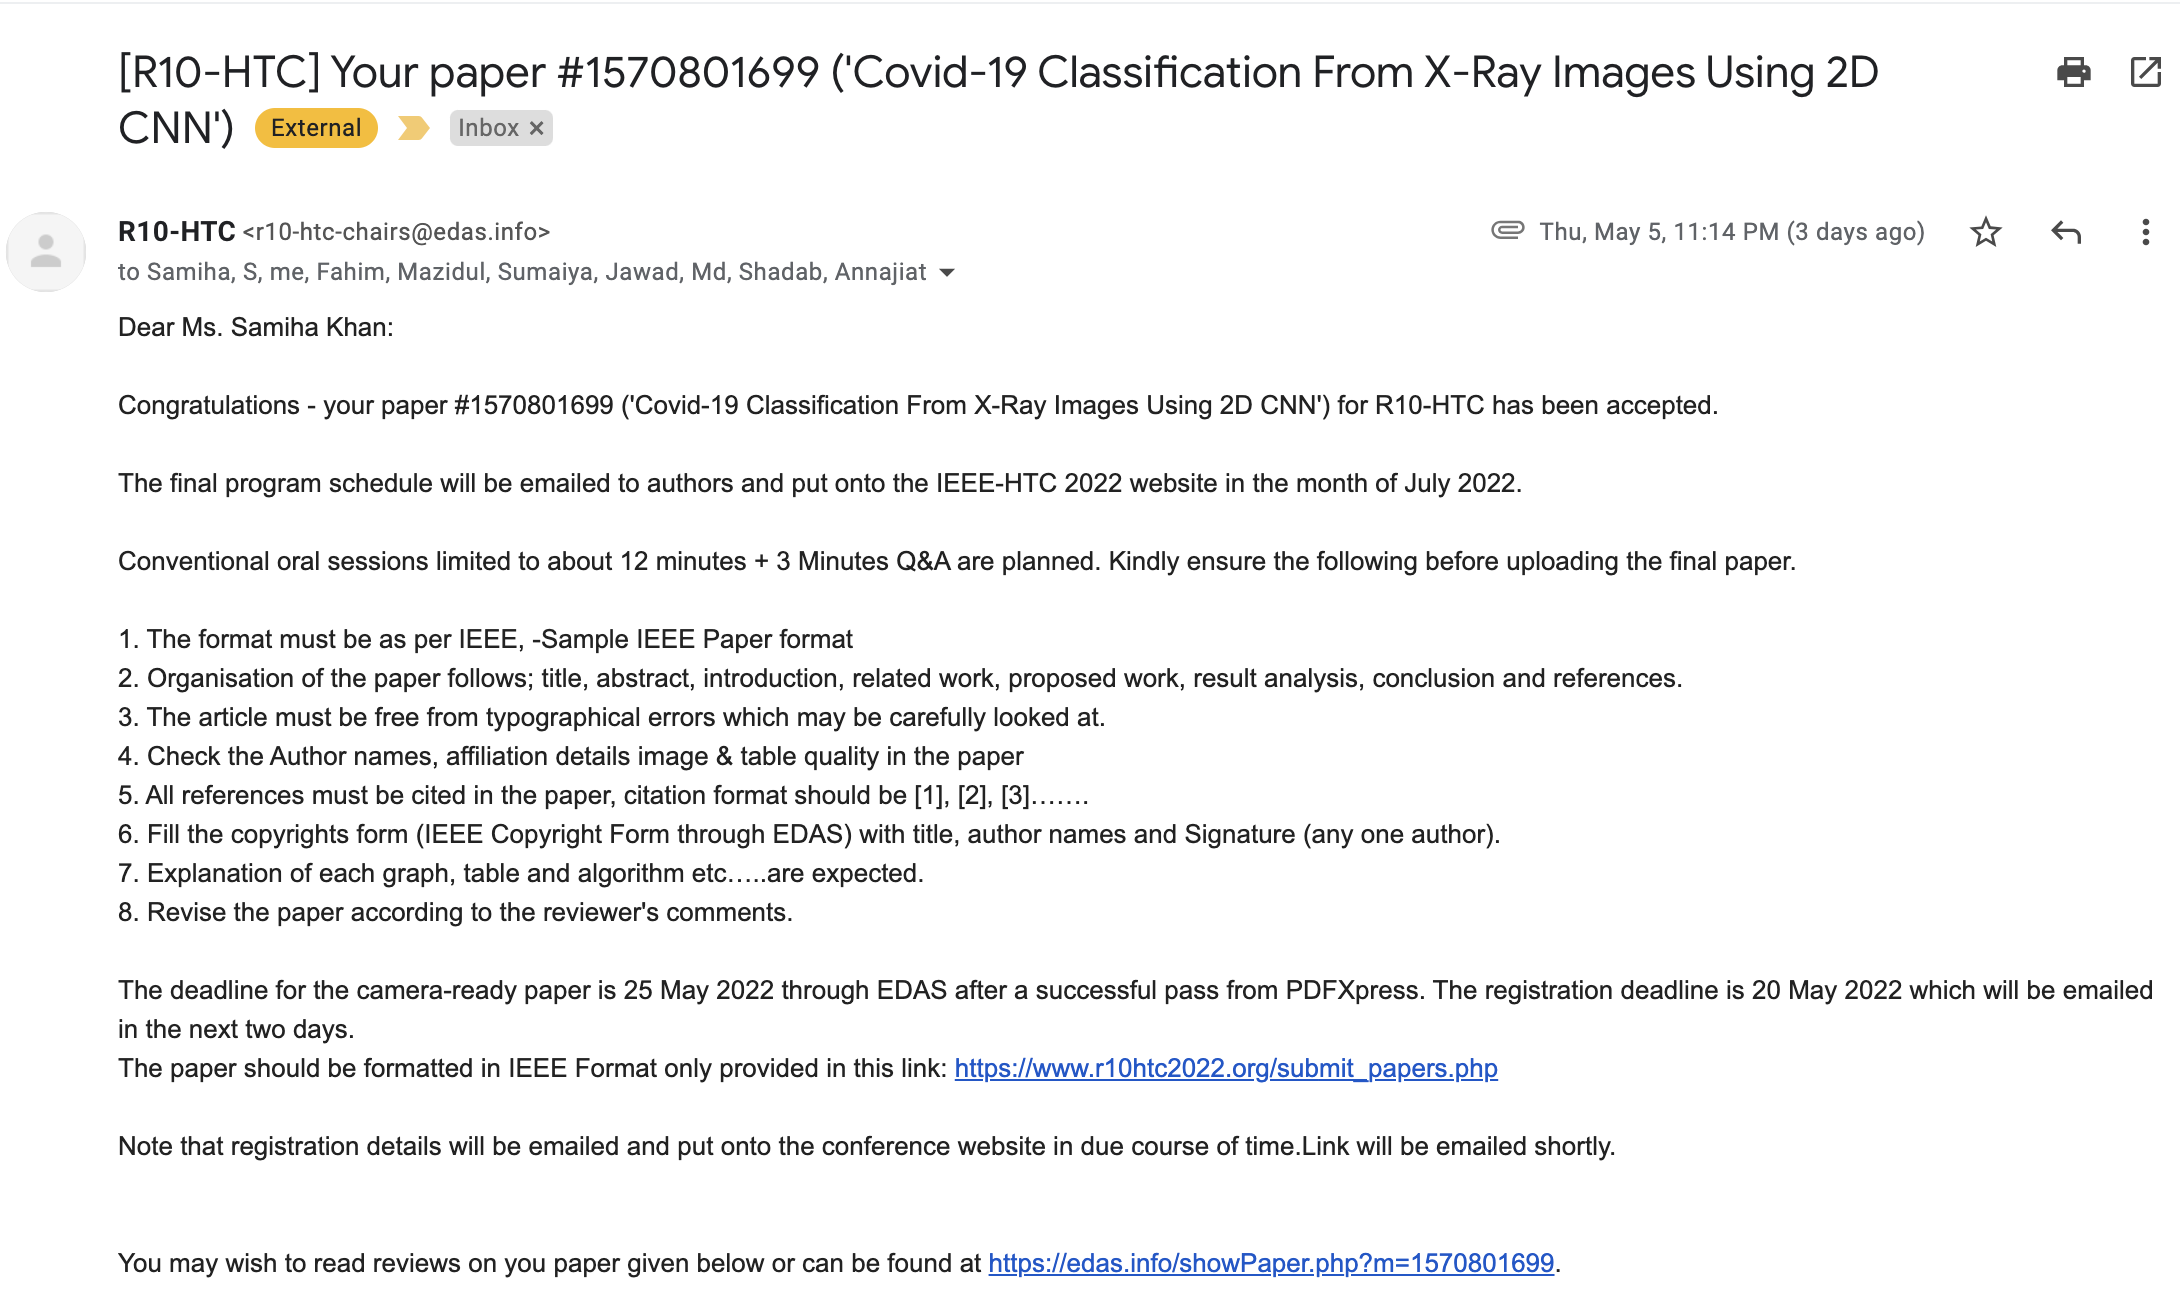 [R10-HTC] Your paper #1570801699 ('Covid-19 Classification From X-Ray Images Using 2D
CNN') External Inbox ×
R10-HTC <r10-htc-chairs@edas.info>
Thu, May 5, 11:14 PM (3 days ago)
to Samiha, S, me, Fahim, Mazidul, Sumaiya, Jawad, Md, Shadab, Annajiat
Dear Ms. Samiha Khan:
Congratulations - your paper #1570801699 ('Covid-19 Classification From X-Ray Images Using 2D CNN') for R10-HTC has been accepted.
The final program schedule will be emailed to authors and put onto the IEEE-HTC 2022 website in the month of July 2022.
Conventional oral sessions limited to about 12 minutes + 3 Minutes Q&A are planned. Kindly ensure the following before uploading the final paper.
1. The format must be as per IEEE, -Sample IEEE Paper format
2. Organisation of the paper follows; title, abstract, introduction, related work, proposed work, result analysis, conclusion and references.
3. The article must be free from typographical errors which may be carefully looked at.
4. Check the Author names, affiliation details image & table quality in the paper
5. All references must be cited in the paper, citation format should be [1], [2], [3].......
6. Fill the copyrights form (IEEE Copyright Form through EDAS) with title, author names and Signature (any one author).
7. Explanation of each graph, table and algorithm etc…..are expected.
8. Revise the paper according to the reviewer's comments.
The deadline for the camera-ready paper is 25 May 2022 through EDAS after a successful pass from PDFXpress. The registration deadline is 20 May 2022 which will be emailed
in the next two days.
The paper should be formatted in IEEE Format only provided in this link: https://www.r10htc2022.org/submit_papers.php
Note that registration details will be emailed and put onto the conference website in due course of time.Link will be emailed shortly.
You may wish to read reviews on you paper given below or can be found at https://edas.info/showPaper.php?m=1570801699.